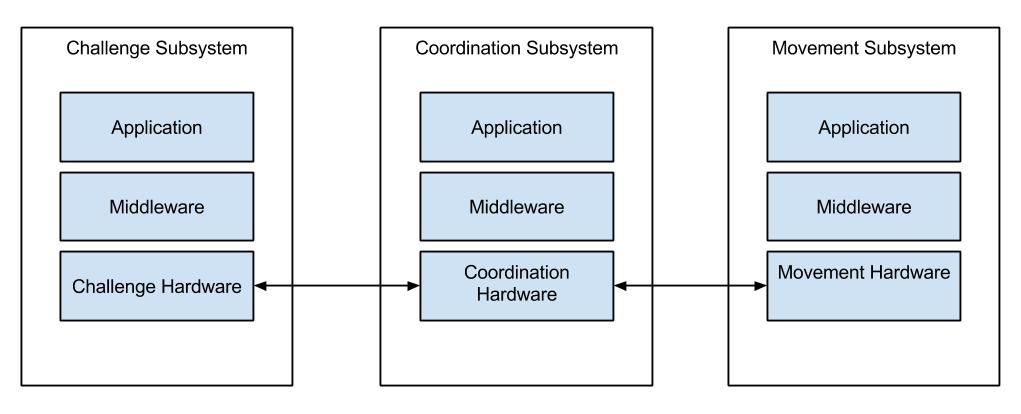 Challenge Subsystem
Application
Middleware
Challenge Hardware
Coordination Subsystem
Application
Middleware
Coordination
Hardware
Movement Subsystem
Application
Middleware
Movement Hardware